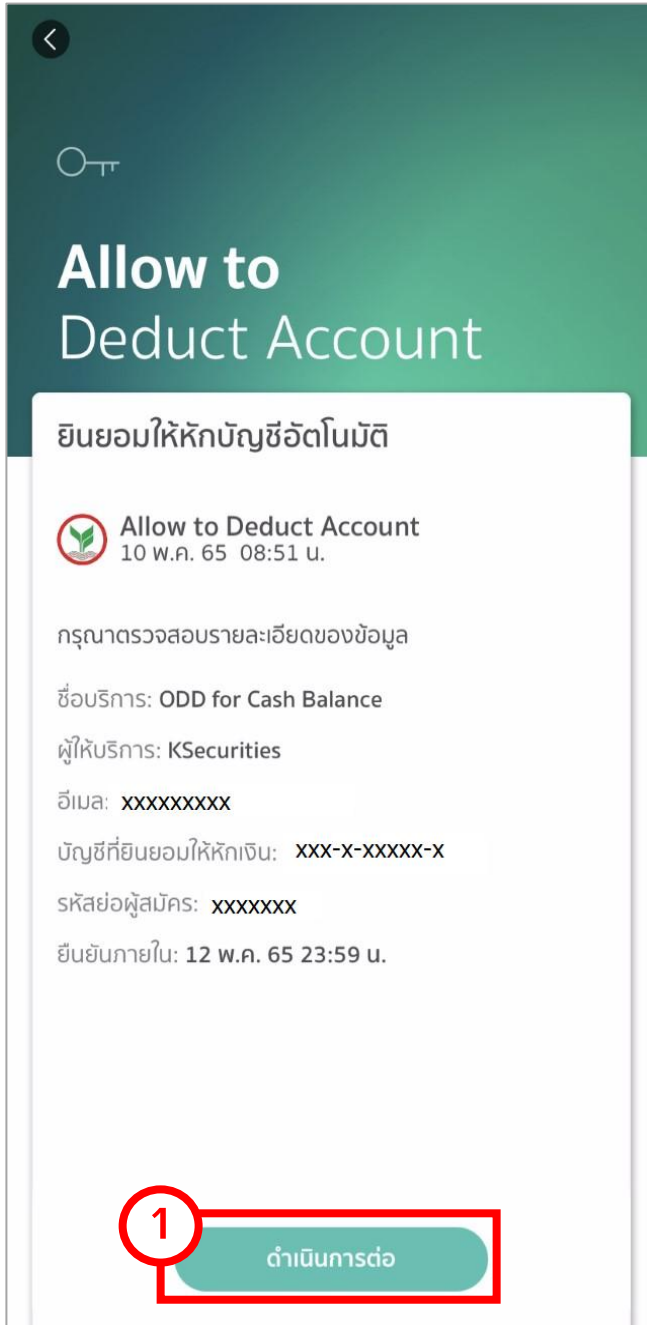 Allow to
Deduct Account
ยินยอมให้หักบัญชีอัตโนมัติ
Allow to Deduct Account
10 พ.ค. 65 08:51 น.
กรุณาตรวจสอบรายละเอียดของข้อมูล
ชื่อบริการ: ODD for Cash Balance
ผู้ให้บริการ: KSecurities
อีเมล: xxxxxxxxx
บัญชีที่ยินยอมให้หักเงิน: xxx-x-xxxxx-x
รหัสย่อผู้สมัคร: xxxxxxx
ยืนยันภายใน: 12 พ.ค. 65 23:59 น.
1
ดำเนินการต่อ